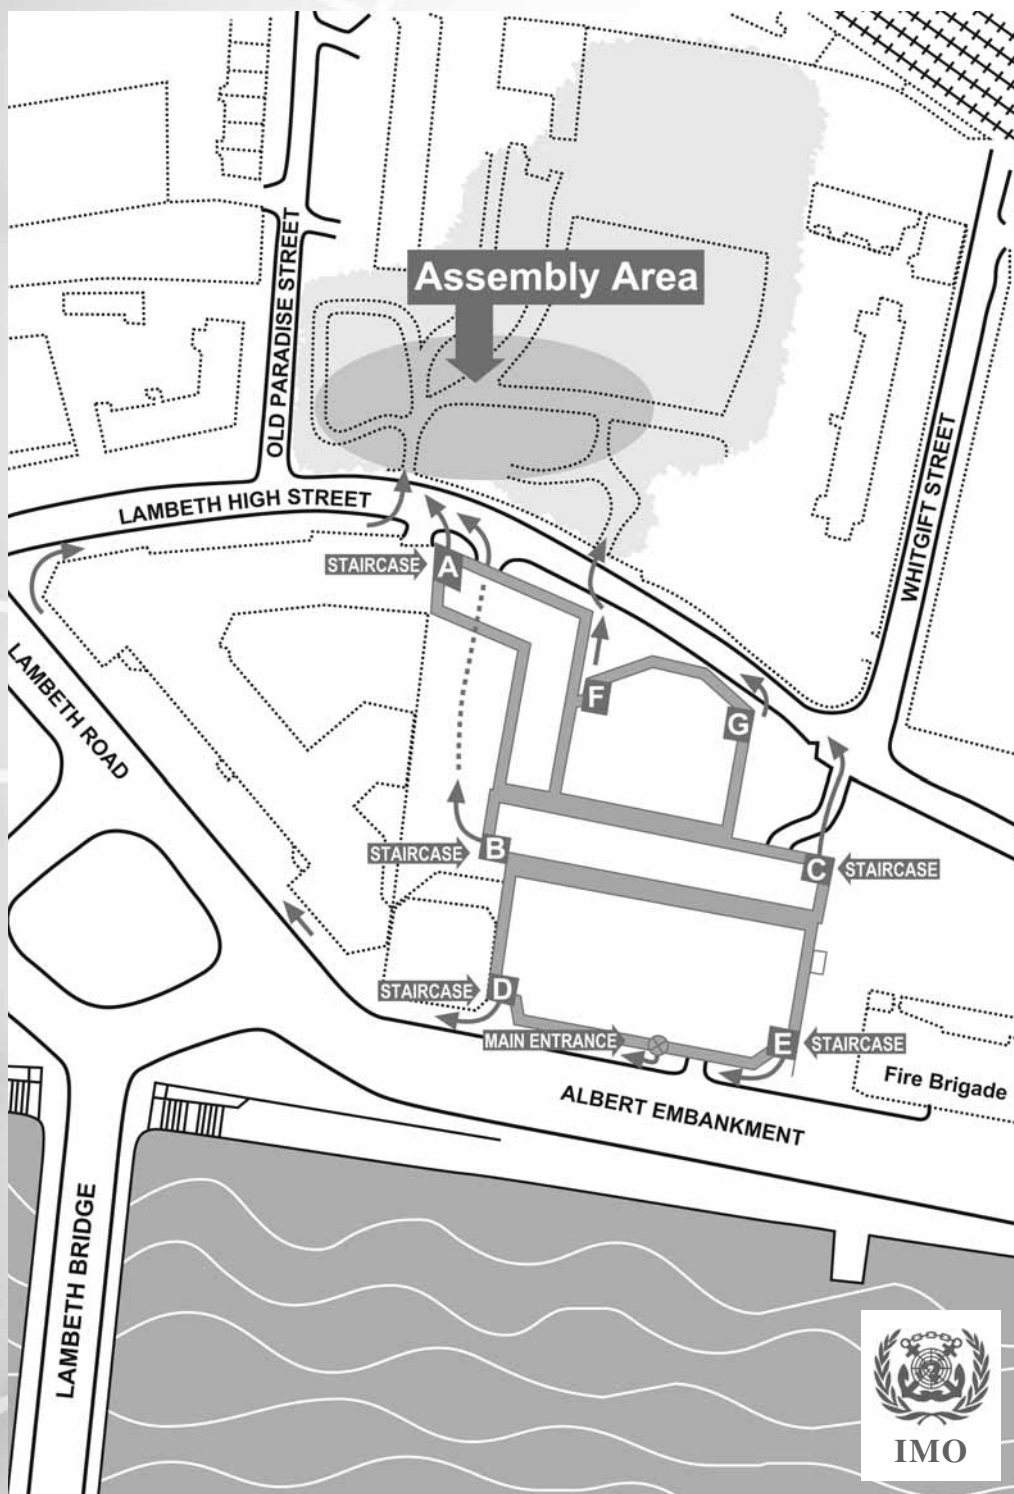 Assembly Area
OLD PARADISE STREET
LAMBETH HIGH STREET
WHITGIFT STREET
STAIRCASE
A
LAMBETH ROAD
F
G
STAIRCASE
B
C
STAIRCASE
STAIRCASE
D
MAIN ENTRANCE
E
STAIRCASE
Fire Brigade
ALBERT EMBANKMENT
LAMBETH BRIDGE
IMO